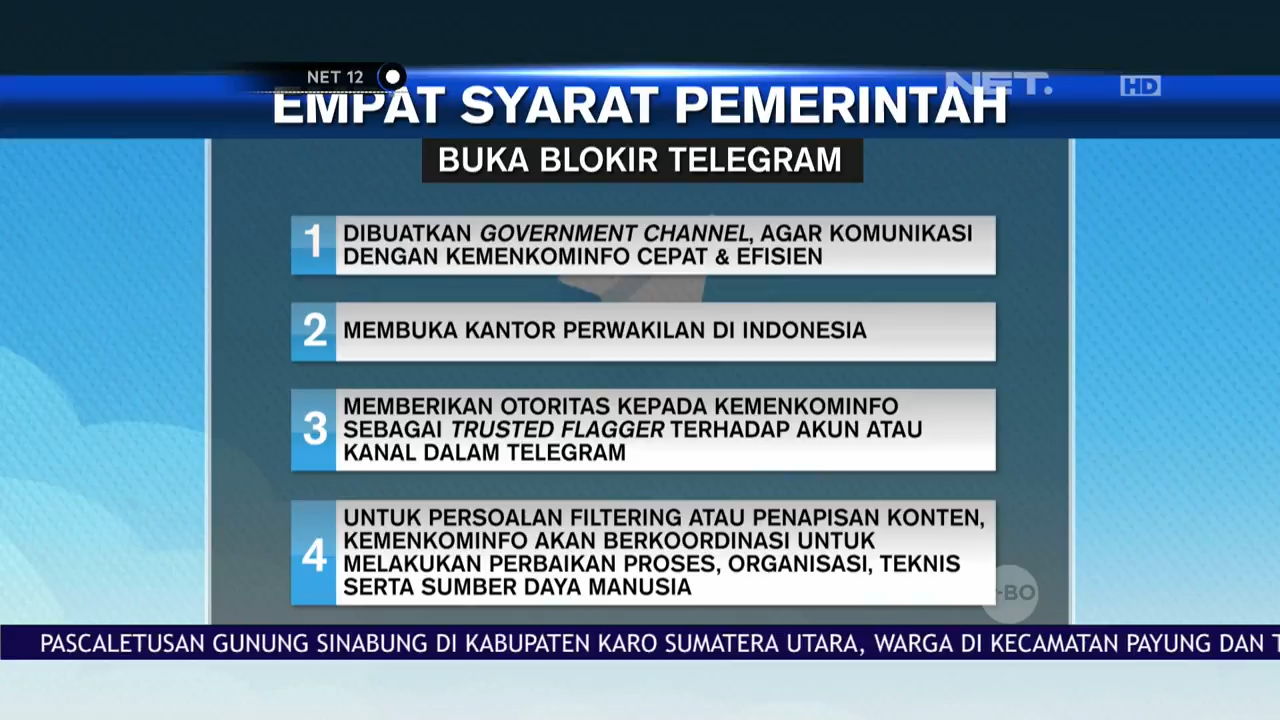 NET 12
NET.
HD
EMPAT SYARAT PEMERINTAH
BUKA BLOKIR TELEGRAM
1
DIBUATKAN GOVERNMENT CHANNEL, AGAR KOMUNIKASI
DENGAN KEMENKOMINFO CEPAT & EFISIEN
2
MEMBUKA KANTOR PERWAKILAN DI INDONESIA
3
MEMBERIKAN OTORITAS KEPADA KEMENKOMINFO
SEBAGAI TRUSTED FLAGGER TERHADAP AKUN ATAU
KANAL DALAM TELEGRAM
4
UNTUK PERSOALAN FILTERING ATAU PENAPISAN KONTEN,
KEMENKOMINFO AKAN BERKOORDINASI UNTUK
MELAKUKAN PERBAIKAN PROSES, ORGANISASI, TEKNIS
SERTA SUMBER DAYA MANUSIA
-BO
PASCALETUSAN GUNUNG SINABUNG DI KABUPATEN KARO SUMATERA UTARA, WARGA DI KECAMATAN PAYUNG DAN